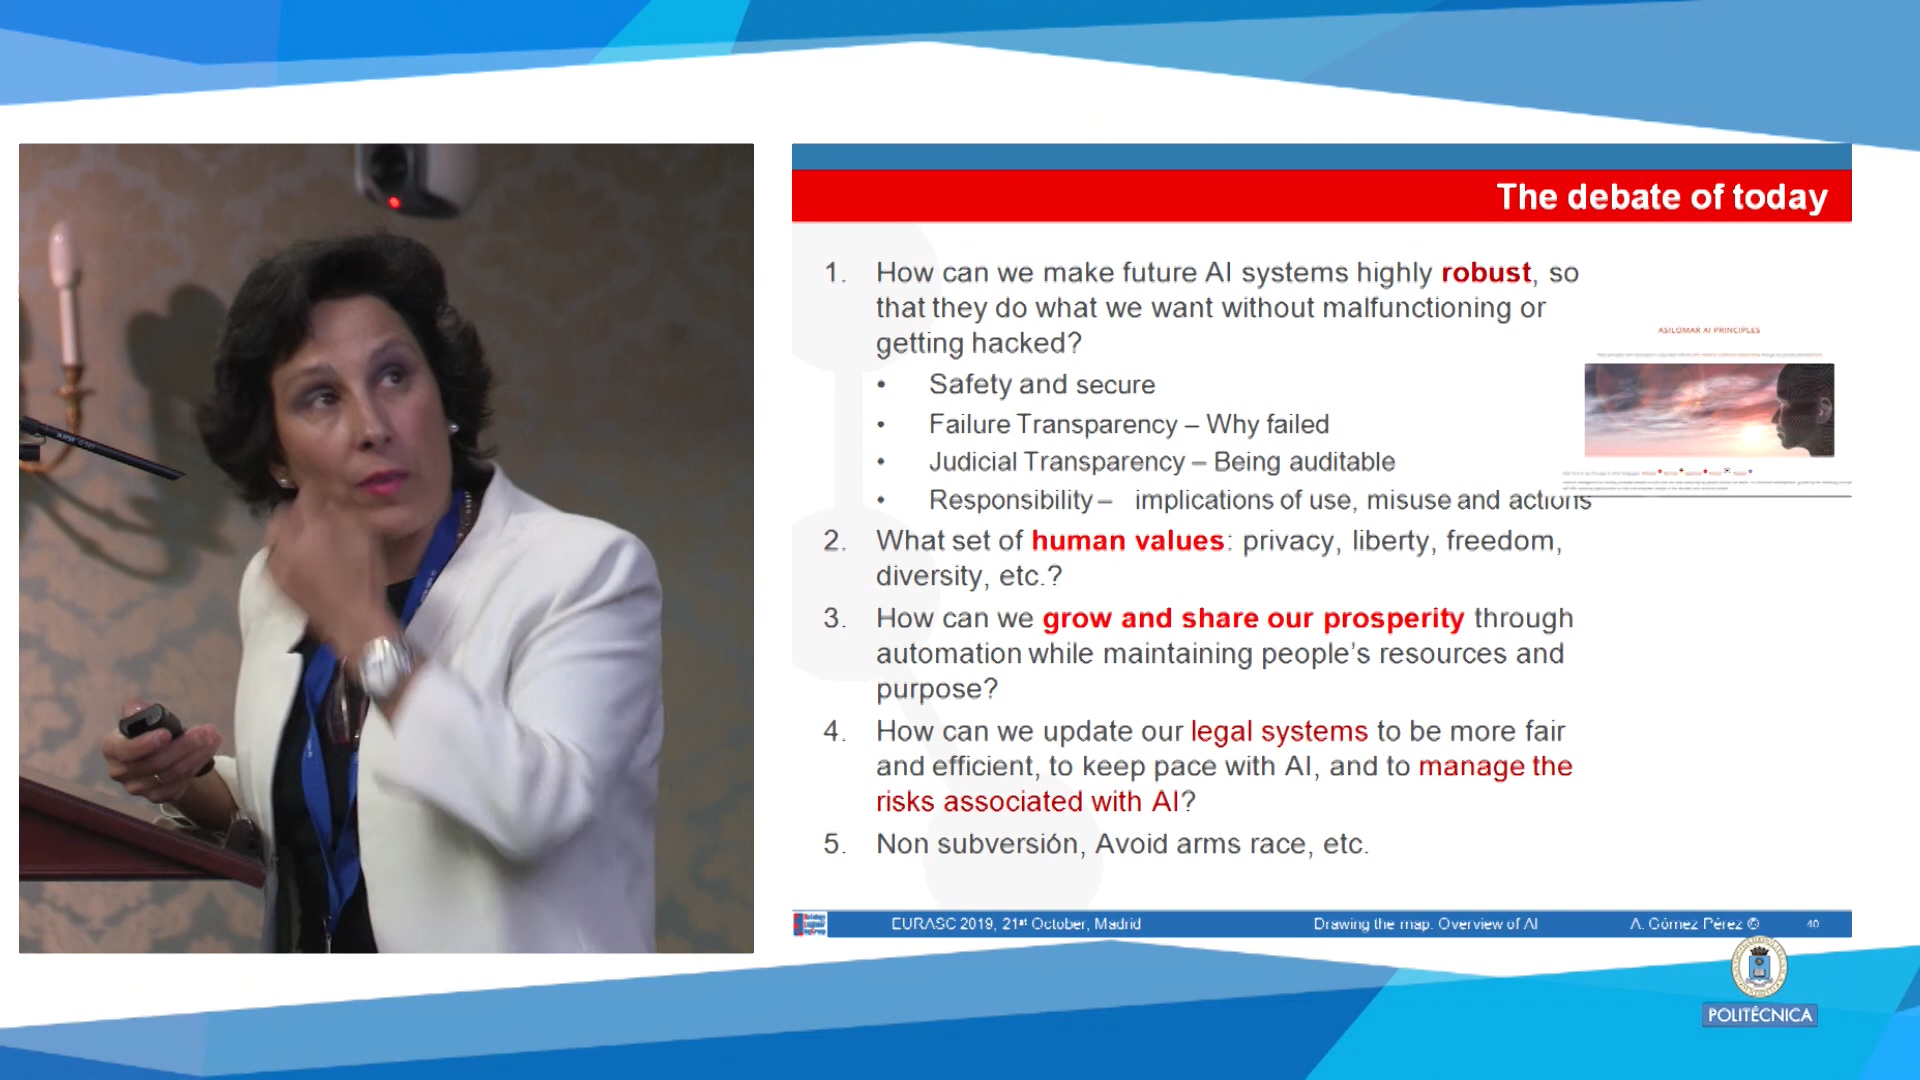 The debate of today
1. How can we make future AI systems highly robust, so
that they do what we want without malfunctioning or
getting hacked?
• Safety and secure
• Failure Transparency – Why failed
• Judicial Transparency – Being auditable
• Responsibility – implications of use, misuse and actions
ASILOMAR AI PRINCIPLES
2. What set of human values: privacy, liberty, freedom,
diversity, etc.?
3. How can we grow and share our prosperity through
automation while maintaining people's resources and
purpose?
4. How can we update our legal systems to be more fair
and efficient, to keep pace with AI, and to manage the
risks associated with AI?
5. Non subversión, Avoid arms race, etc.
EURASC 2019, 21st October, Madrid
Drawing the map. Overview of AI
A. Gómez Pérez ©
40
POLITÉCNICA